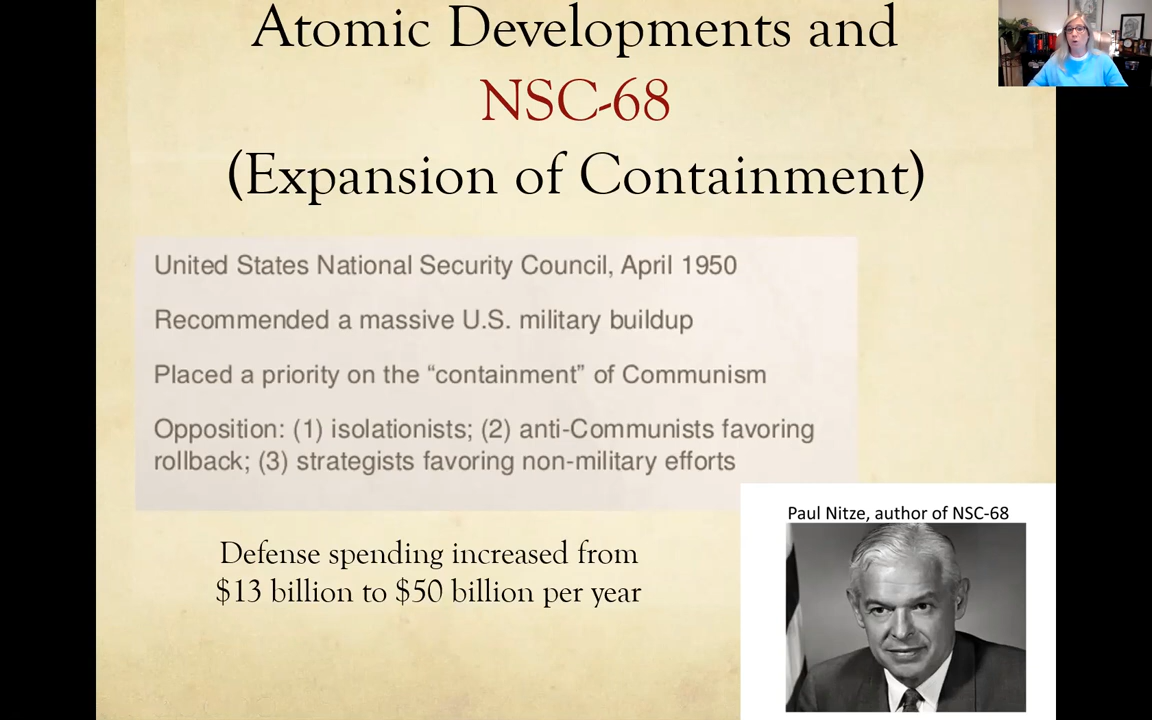 Atomic Developments and
NSC-68
(Expansion of Containment)
United States National Security Council, April 1950
Recommended a massive U.S. military buildup
Placed a priority on the “containment” of Communism
Opposition: (1) isolationists; (2) anti-Communists favoring
rollback; (3) strategists favoring non-military efforts
Defense spending increased from
$13 billion to $50 billion per year
Paul Nitze, author of NSC-68